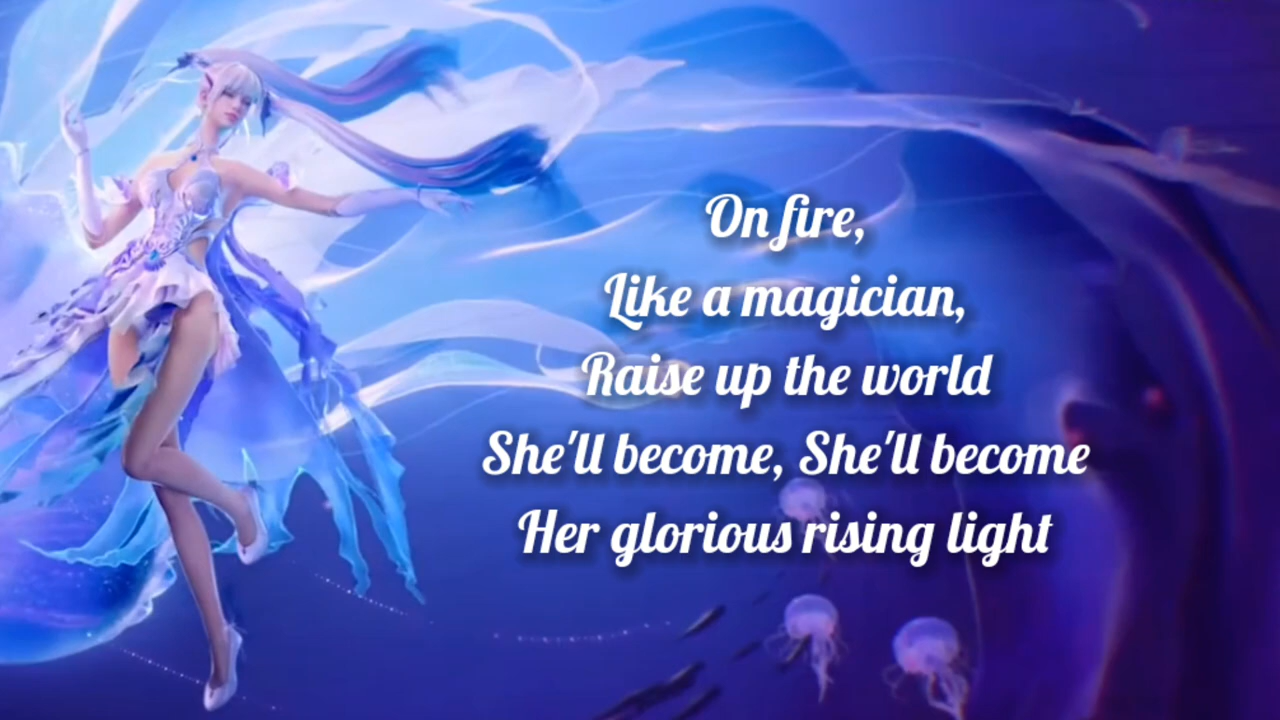 On fire,
Like a magician,
Raise up the world
She'll become, She'll become
Her glorious rising light